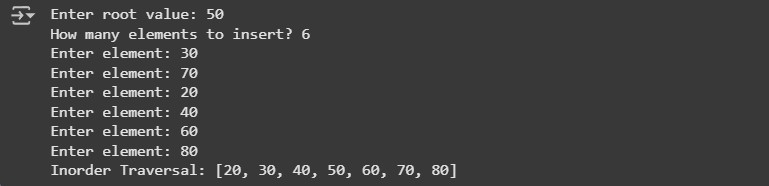 Enter root value: 50
How many elements to insert? 6
Enter element: 30
Enter element: 70
Enter element: 20
Enter element: 40
Enter element: 60
Enter element: 80
Inorder Traversal: [20, 30, 40, 50, 60, 70, 80]